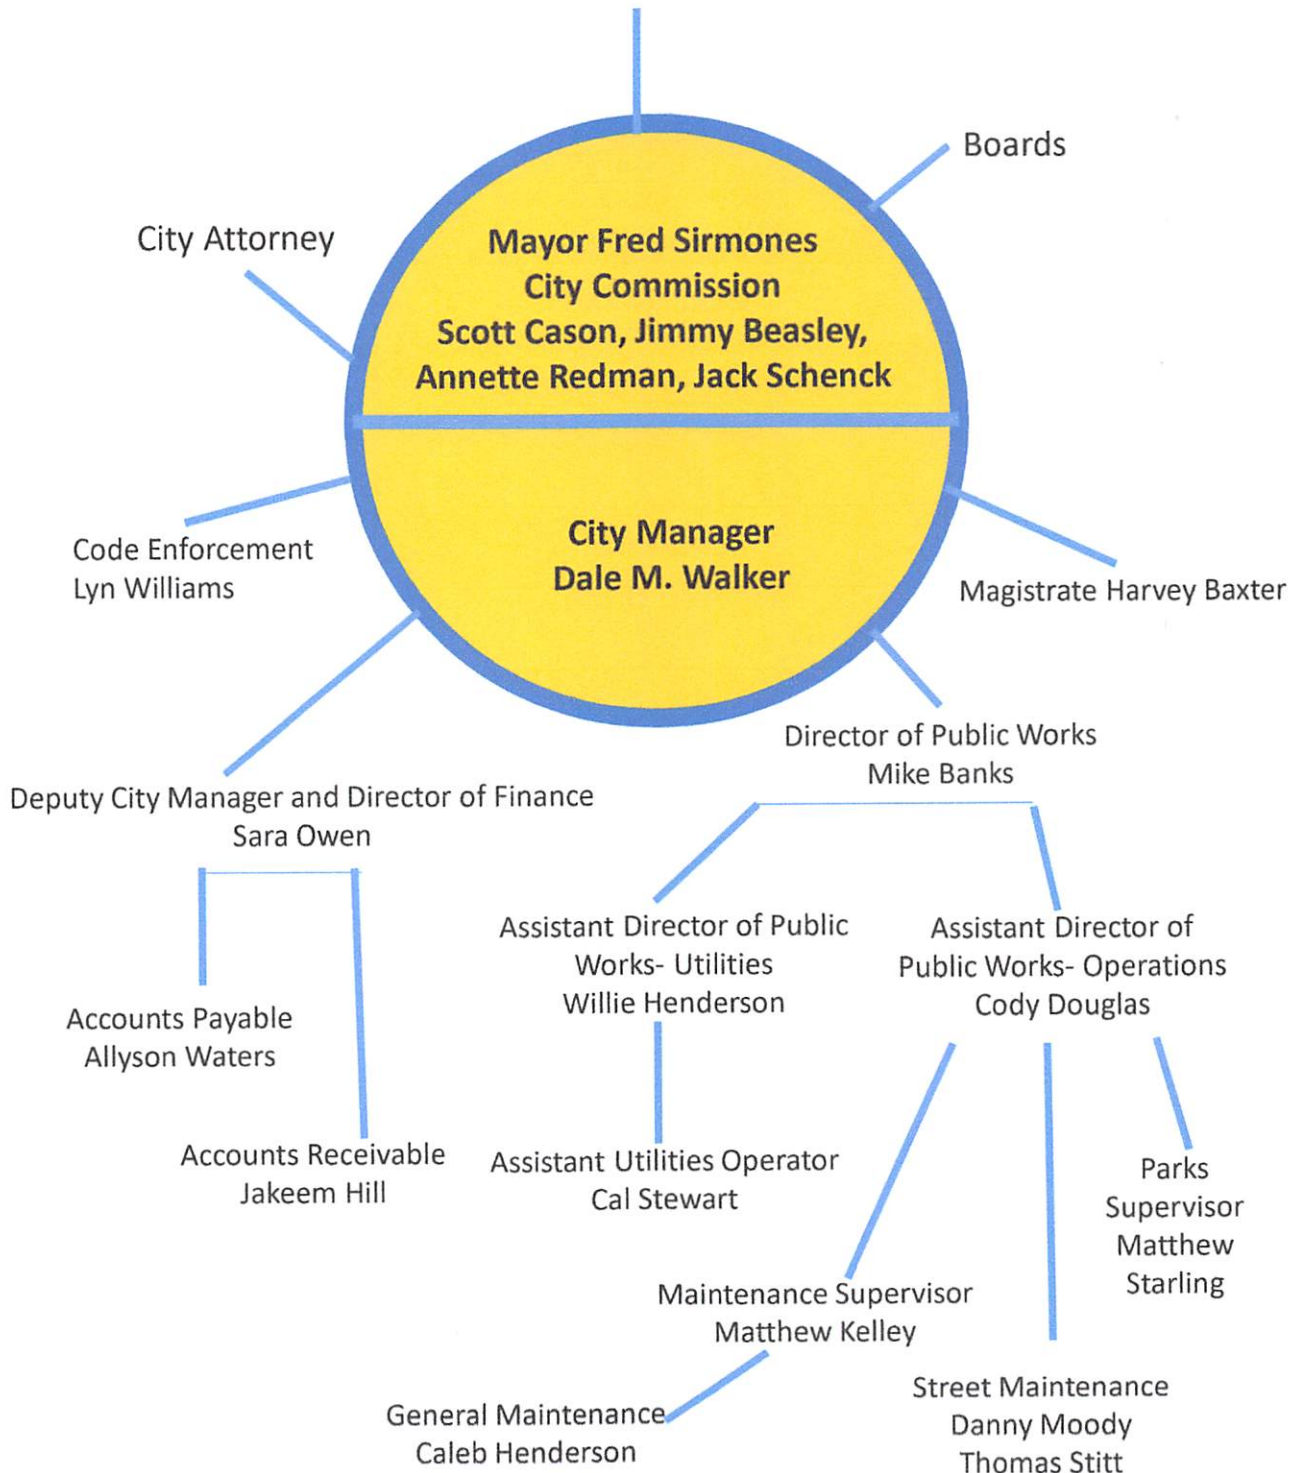 Boards
City Attorney
Mayor Fred Sirmones
City Commission
Scott Cason, Jimmy Beasley,
Annette Redman, Jack Schenck
City Manager
Dale M. Walker
Code Enforcement
Lyn Williams
Magistrate Harvey Baxter
Director of Public Works
Mike Banks
Deputy City Manager and Director of Finance
Sara Owen
Assistant Director of Public
Works- Utilities
Willie Henderson
Assistant Director of
Public Works- Operations
Cody Douglas
Accounts Payable
Allyson Waters
Accounts Receivable
Jakeem Hill
Assistant Utilities Operator
Cal Stewart
Parks
Supervisor
Matthew
Starling
Maintenance Supervisor
Matthew Kelley
General Maintenance
Caleb Henderson
Street Maintenance
Danny Moody
Thomas Stitt